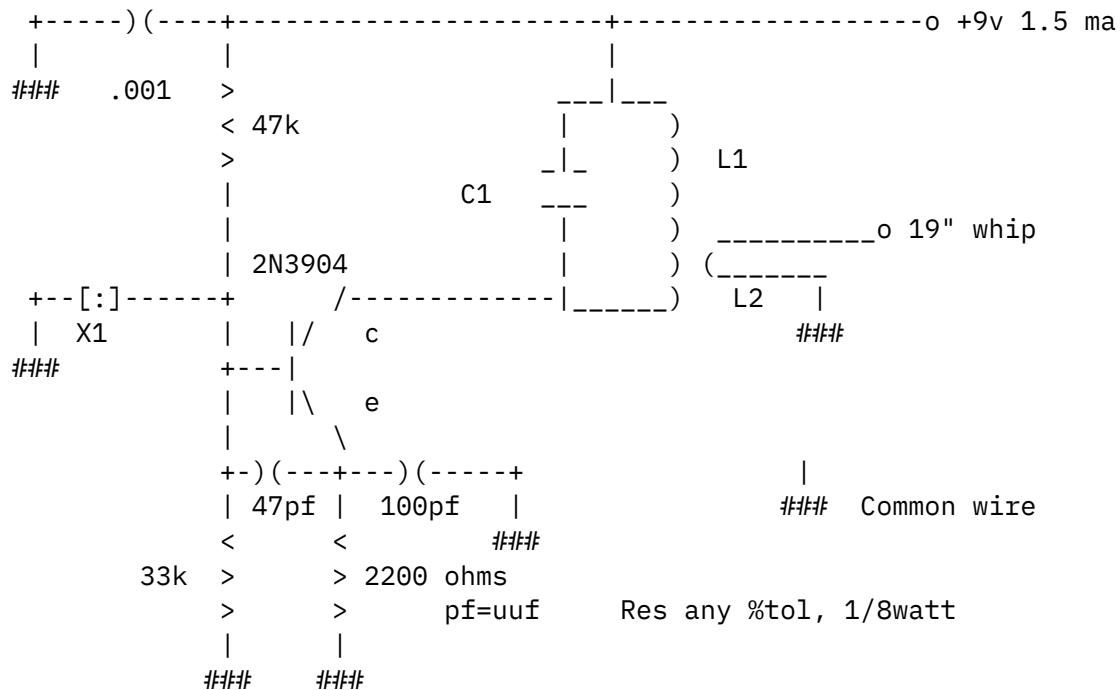 +9v 1.5 ma
### .001
47k
L1
C1
19" whip
2N3904
L2
X1 c ###
###
e
47pf 100pf ### Common wire
###
33k 2200 ohms
pf=uuf Res any %tol, 1/8watt
### ###